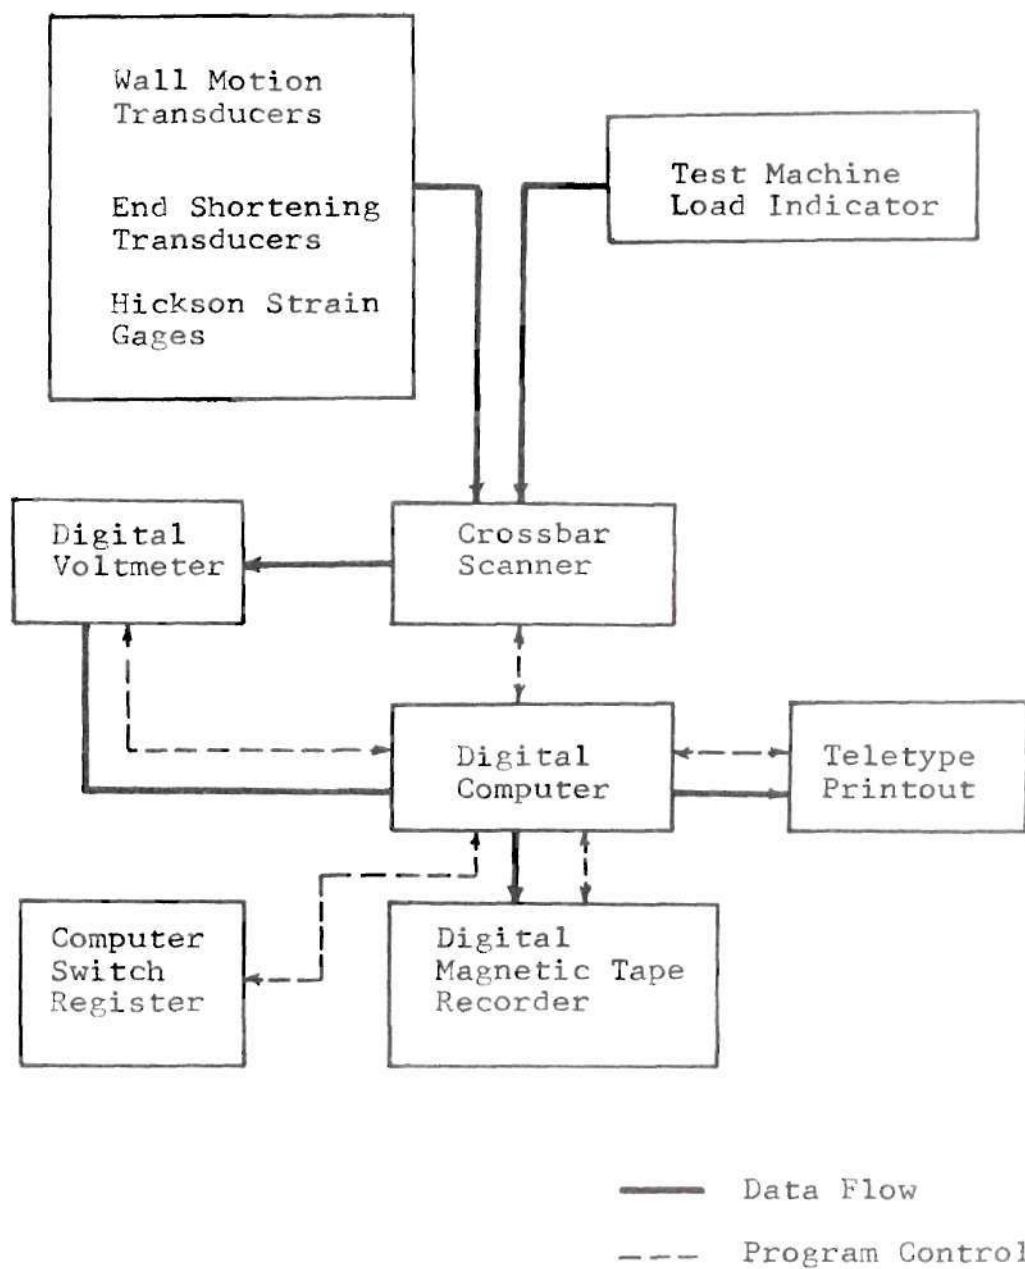 Wall Motion
Transducers
End Shortening
Transducers
Hickson Strain
Gages
Test Machine
Load Indicator
Digital
Voltmeter
Crossbar
Scanner
Digital
Computer
Teletype
Printout
Computer
Switch
Register
Digital
Magnetic Tape
Recorder
Data Flow
Program Control